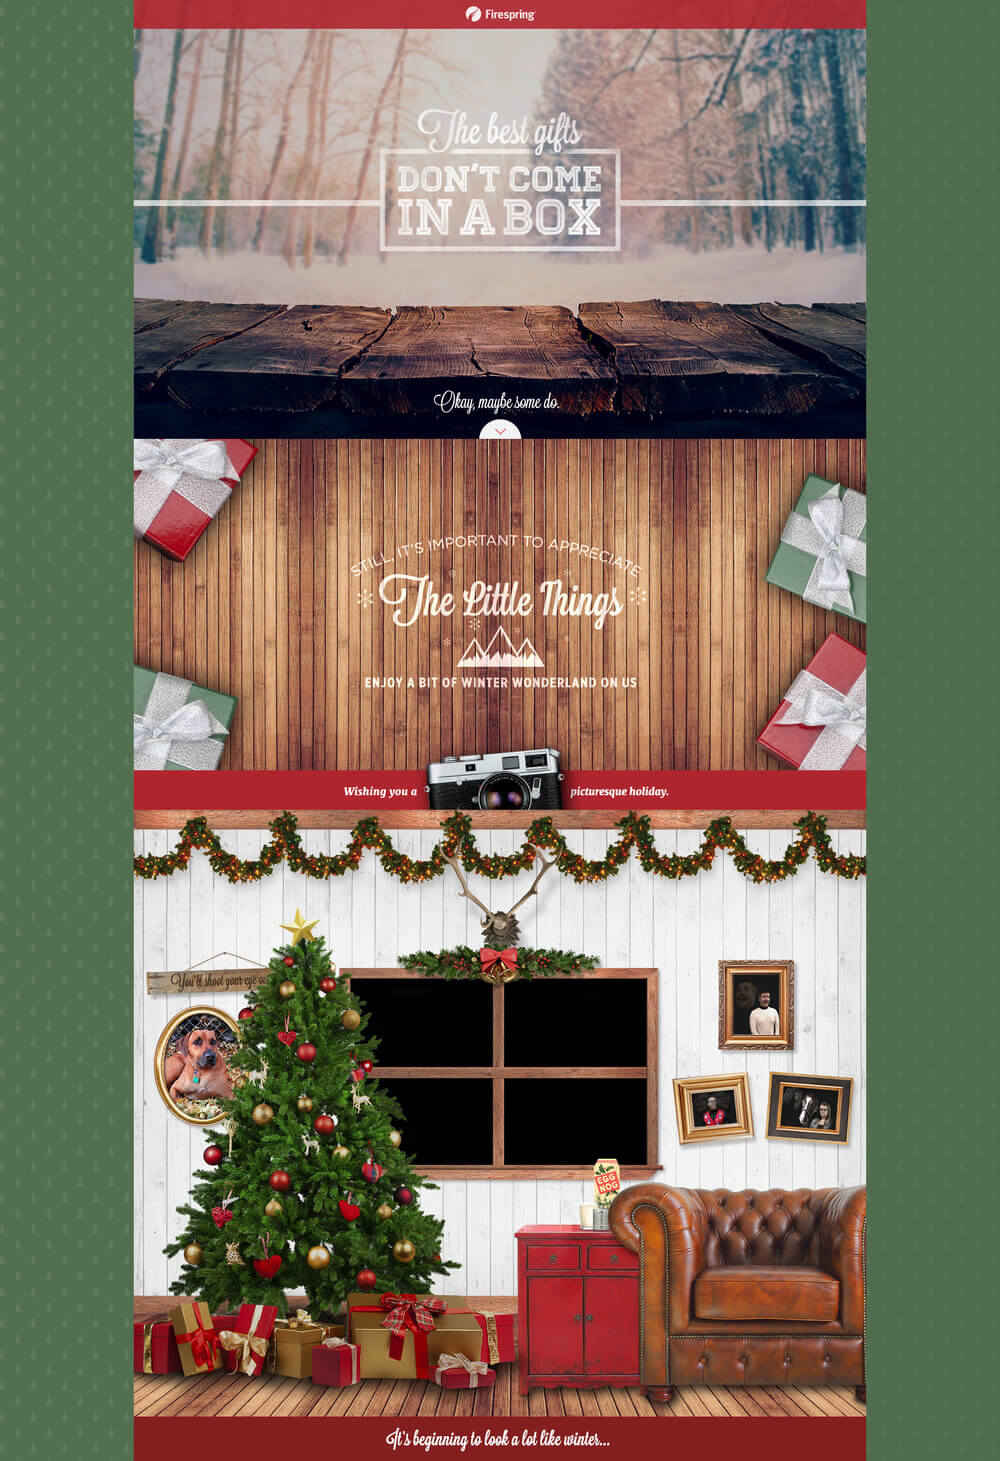 Firespring
The best gifts
DON'T COME
IN A BOX
Okay, maybe some do.
STILL, IT'S IMPORTANT TO APPRECIATE
The Little Things
ENJOY A BIT OF WINTER WONDERLAND ON US
Wishing you a picturesque holiday.
You'll shoot your eye
EGG
NOG
It's beginning to look a lot like winter...